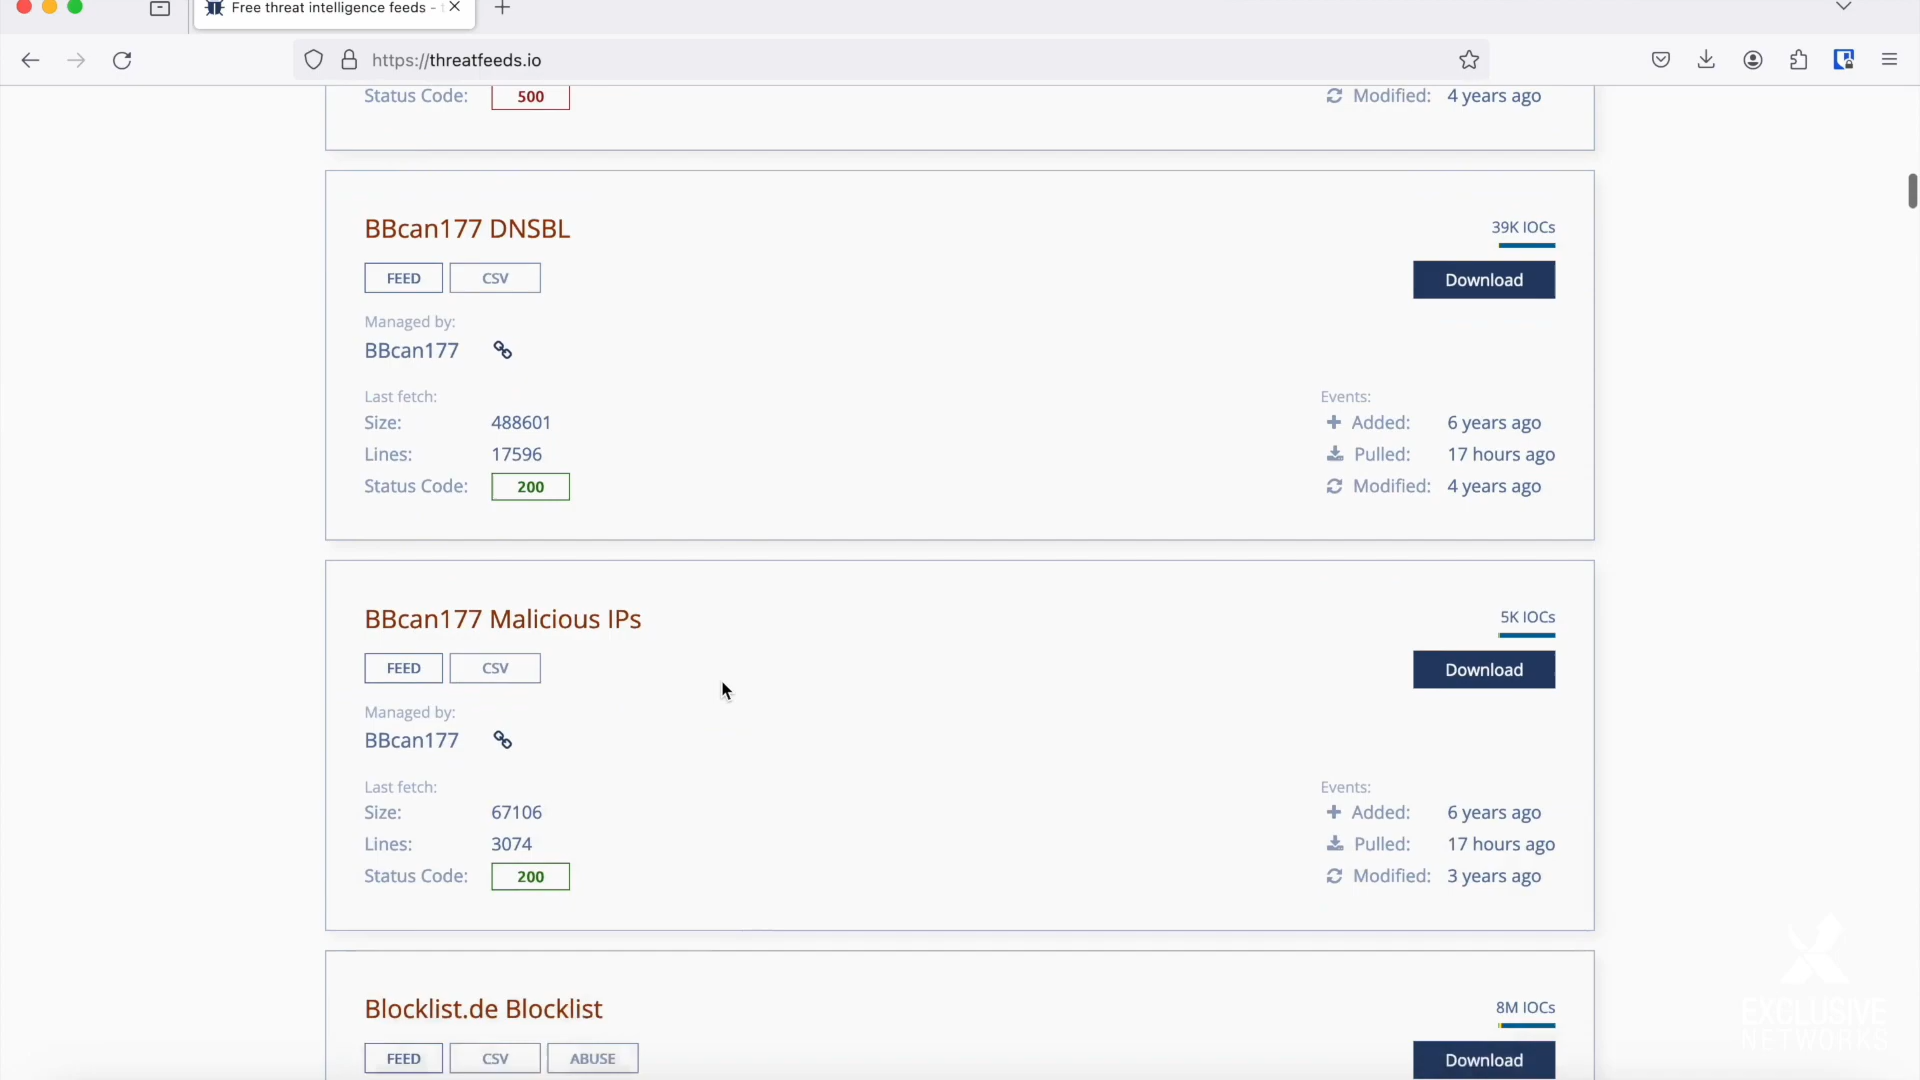 Free threat intelligence feeds - t
https://threatfeeds.io
Status Code: 500
Modified: 4 years ago
BBcan177 DNSBL
39K IOCs
FEED CSV
Download
Managed by:
BBcan177
Last fetch:
Events:
Size: 488601
Added: 6 years ago
Lines: 17596
Pulled: 17 hours ago
Status Code: 200
Modified: 4 years ago
BBcan177 Malicious IPs
5K IOCs
FEED CSV
Download
Managed by:
BBcan177
Last fetch:
Events:
Size: 67106
Added: 6 years ago
Lines: 3074
Pulled: 17 hours ago
Status Code: 200
Modified: 3 years ago
Blocklist.de Blocklist
8M IOCs
FEED CSV ABUSE
Download
EXCLUSIVE
NETWORKS